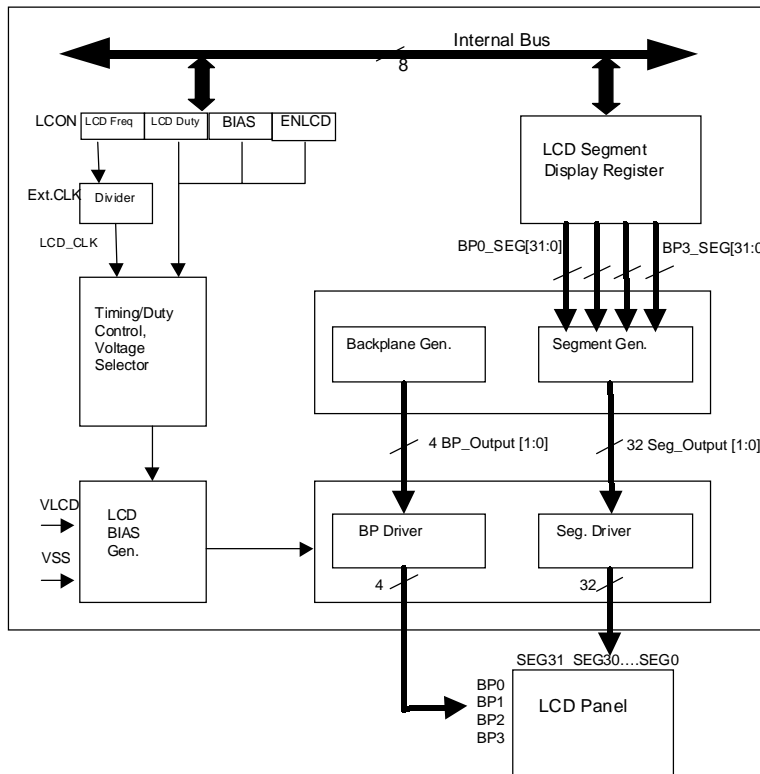 Internal Bus
8
LCON
LCD Freq
LCD Duty
BIAS
ENLCD
LCD Segment
Display Register
Ext.CLK
Divider
LCD_CLK
BP0_SEG[31:0]
BP3_SEG[31:0
Timing/Duty
Control,
Voltage
Selector
Backplane Gen.
Segment Gen.
4 BP_Output [1:0]
32 Seg_Output [1:0]
VLCD
VSS
LCD
BIAS
Gen.
BP Driver
Seg. Driver
4
32
SEG31 SEG30....SEG0
BP0
BP1
BP2
BP3
LCD Panel